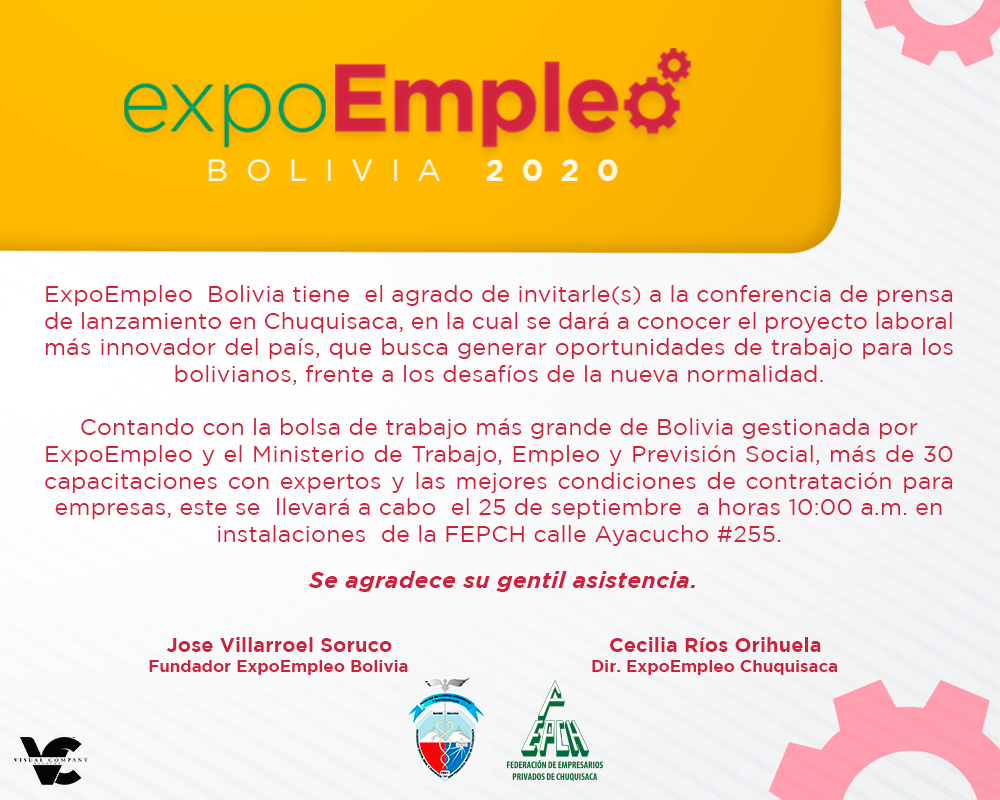 expoEmpleo
BOLIVIA 2020
ExpoEmpleo Bolivia tiene el agrado de invitarle(s) a la conferencia de prensa
de lanzamiento en Chuquisaca, en la cual se dará a conocer el proyecto laboral
más innovador del país, que busca generar oportunidades de trabajo para los
bolivianos, frente a los desafíos de la nueva normalidad.
Contando con la bolsa de trabajo más grande de Bolivia gestionada por
ExpoEmpleo y el Ministerio de Trabajo, Empleo y Previsión Social, más de 30
capacitaciones con expertos y las mejores condiciones de contratación para
empresas, este se llevará a cabo el 25 de septiembre a horas 10:00 a.m. en
instalaciones de la FEPCH calle Ayacucho #255.
Se agradece su gentil asistencia.
Jose Villarroel Soruco
Fundador ExpoEmpleo Bolivia
Cecilia Ríos Orihuela
Dir. ExpoEmpleo Chuquisaca
VC
VISUAL COMPANY
FEPCH
FEDERACIÓN DE EMPRESARIOS
PRIVADOS DE CHUQUISACA